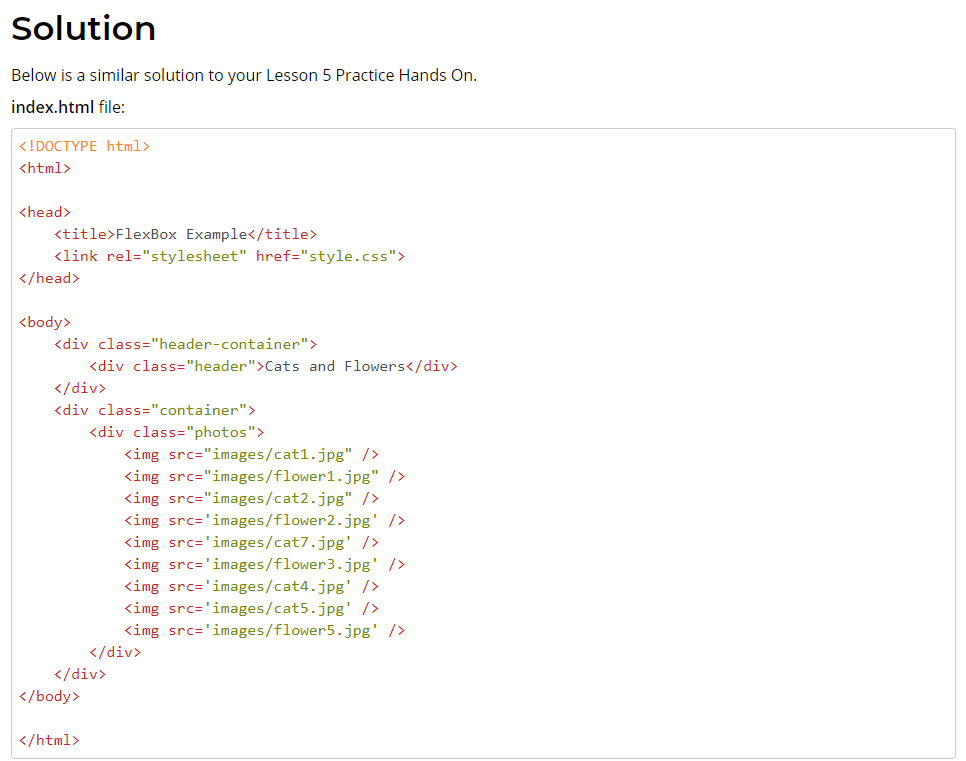 Solution
Below is a similar solution to your Lesson 5 Practice Hands On.
index.html file:
<!DOCTYPE html>
<html>
<head>
    <title>FlexBox Example</title>
    <link rel="stylesheet" href="style.css">
</head>
<body>
    <div class="header-container">
        <div class="header">Cats and Flowers</div>
    </div>
    <div class="container">
        <div class="photos">
            <img src="images/cat1.jpg" />
            <img src="images/flower1.jpg" />
            <img src="images/cat2.jpg" />
            <img src='images/flower2.jpg' />
            <img src='images/cat7.jpg' />
            <img src='images/flower3.jpg' />
            <img src='images/cat4.jpg' />
            <img src='images/cat5.jpg' />
            <img src='images/flower5.jpg' />
        </div>
    </div>
</body>
</html>